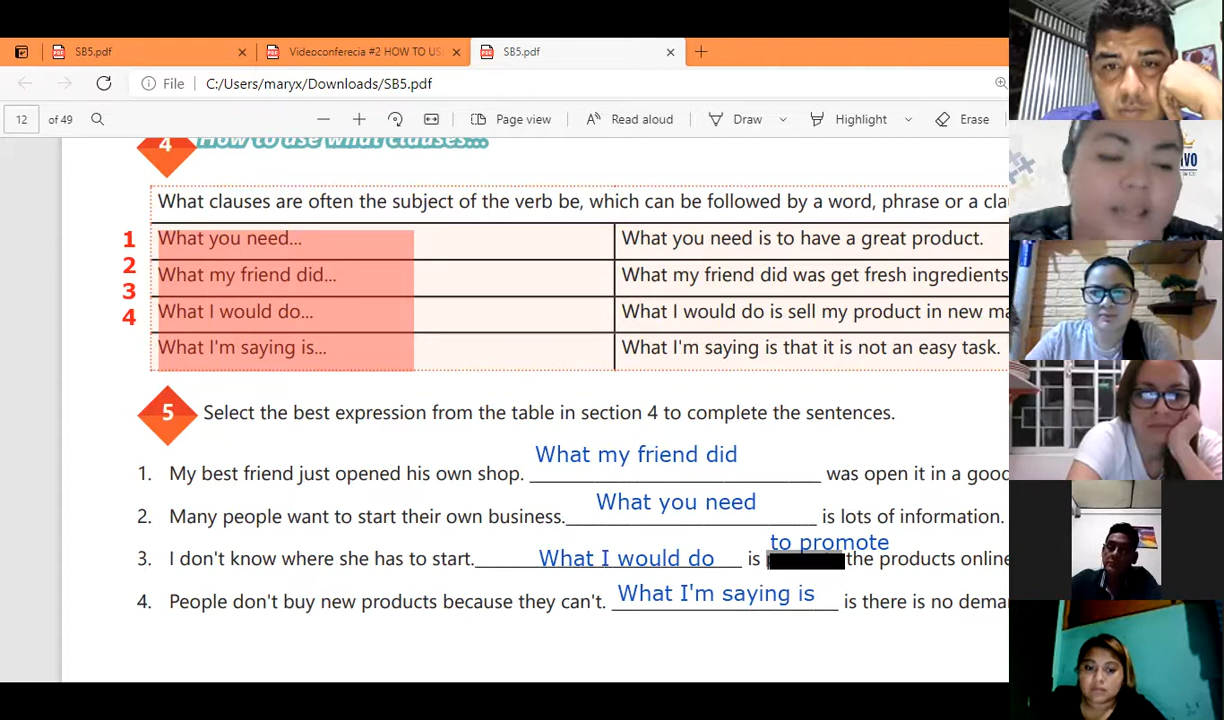 SB5.pdf
Videoconferecia #2 HOW TO US
SB5.pdf
File C:/Users/maryx/Downloads/SB5.pdf
12 of 49 Page view Read aloud Draw Highlight Erase
4 How to use what clauses...
What clauses are often the subject of the verb be, which can be followed by a word, phrase or a cla
1 What you need... What you need is to have a great product.
2 What my friend did... What my friend did was get fresh ingredients
3 What I would do... What I would do is sell my product in new ma
4 What I'm saying is... What I'm saying is that it is not an easy task.
5 Select the best expression from the table in section 4 to complete the sentences.
1. My best friend just opened his own shop. What my friend did was open it in a good
2. Many people want to start their own business. What you need is lots of information.
to promote
3. I don't know where she has to start. What I would do is the products online
4. People don't buy new products because they can't. What I'm saying is is there is no dema
VO